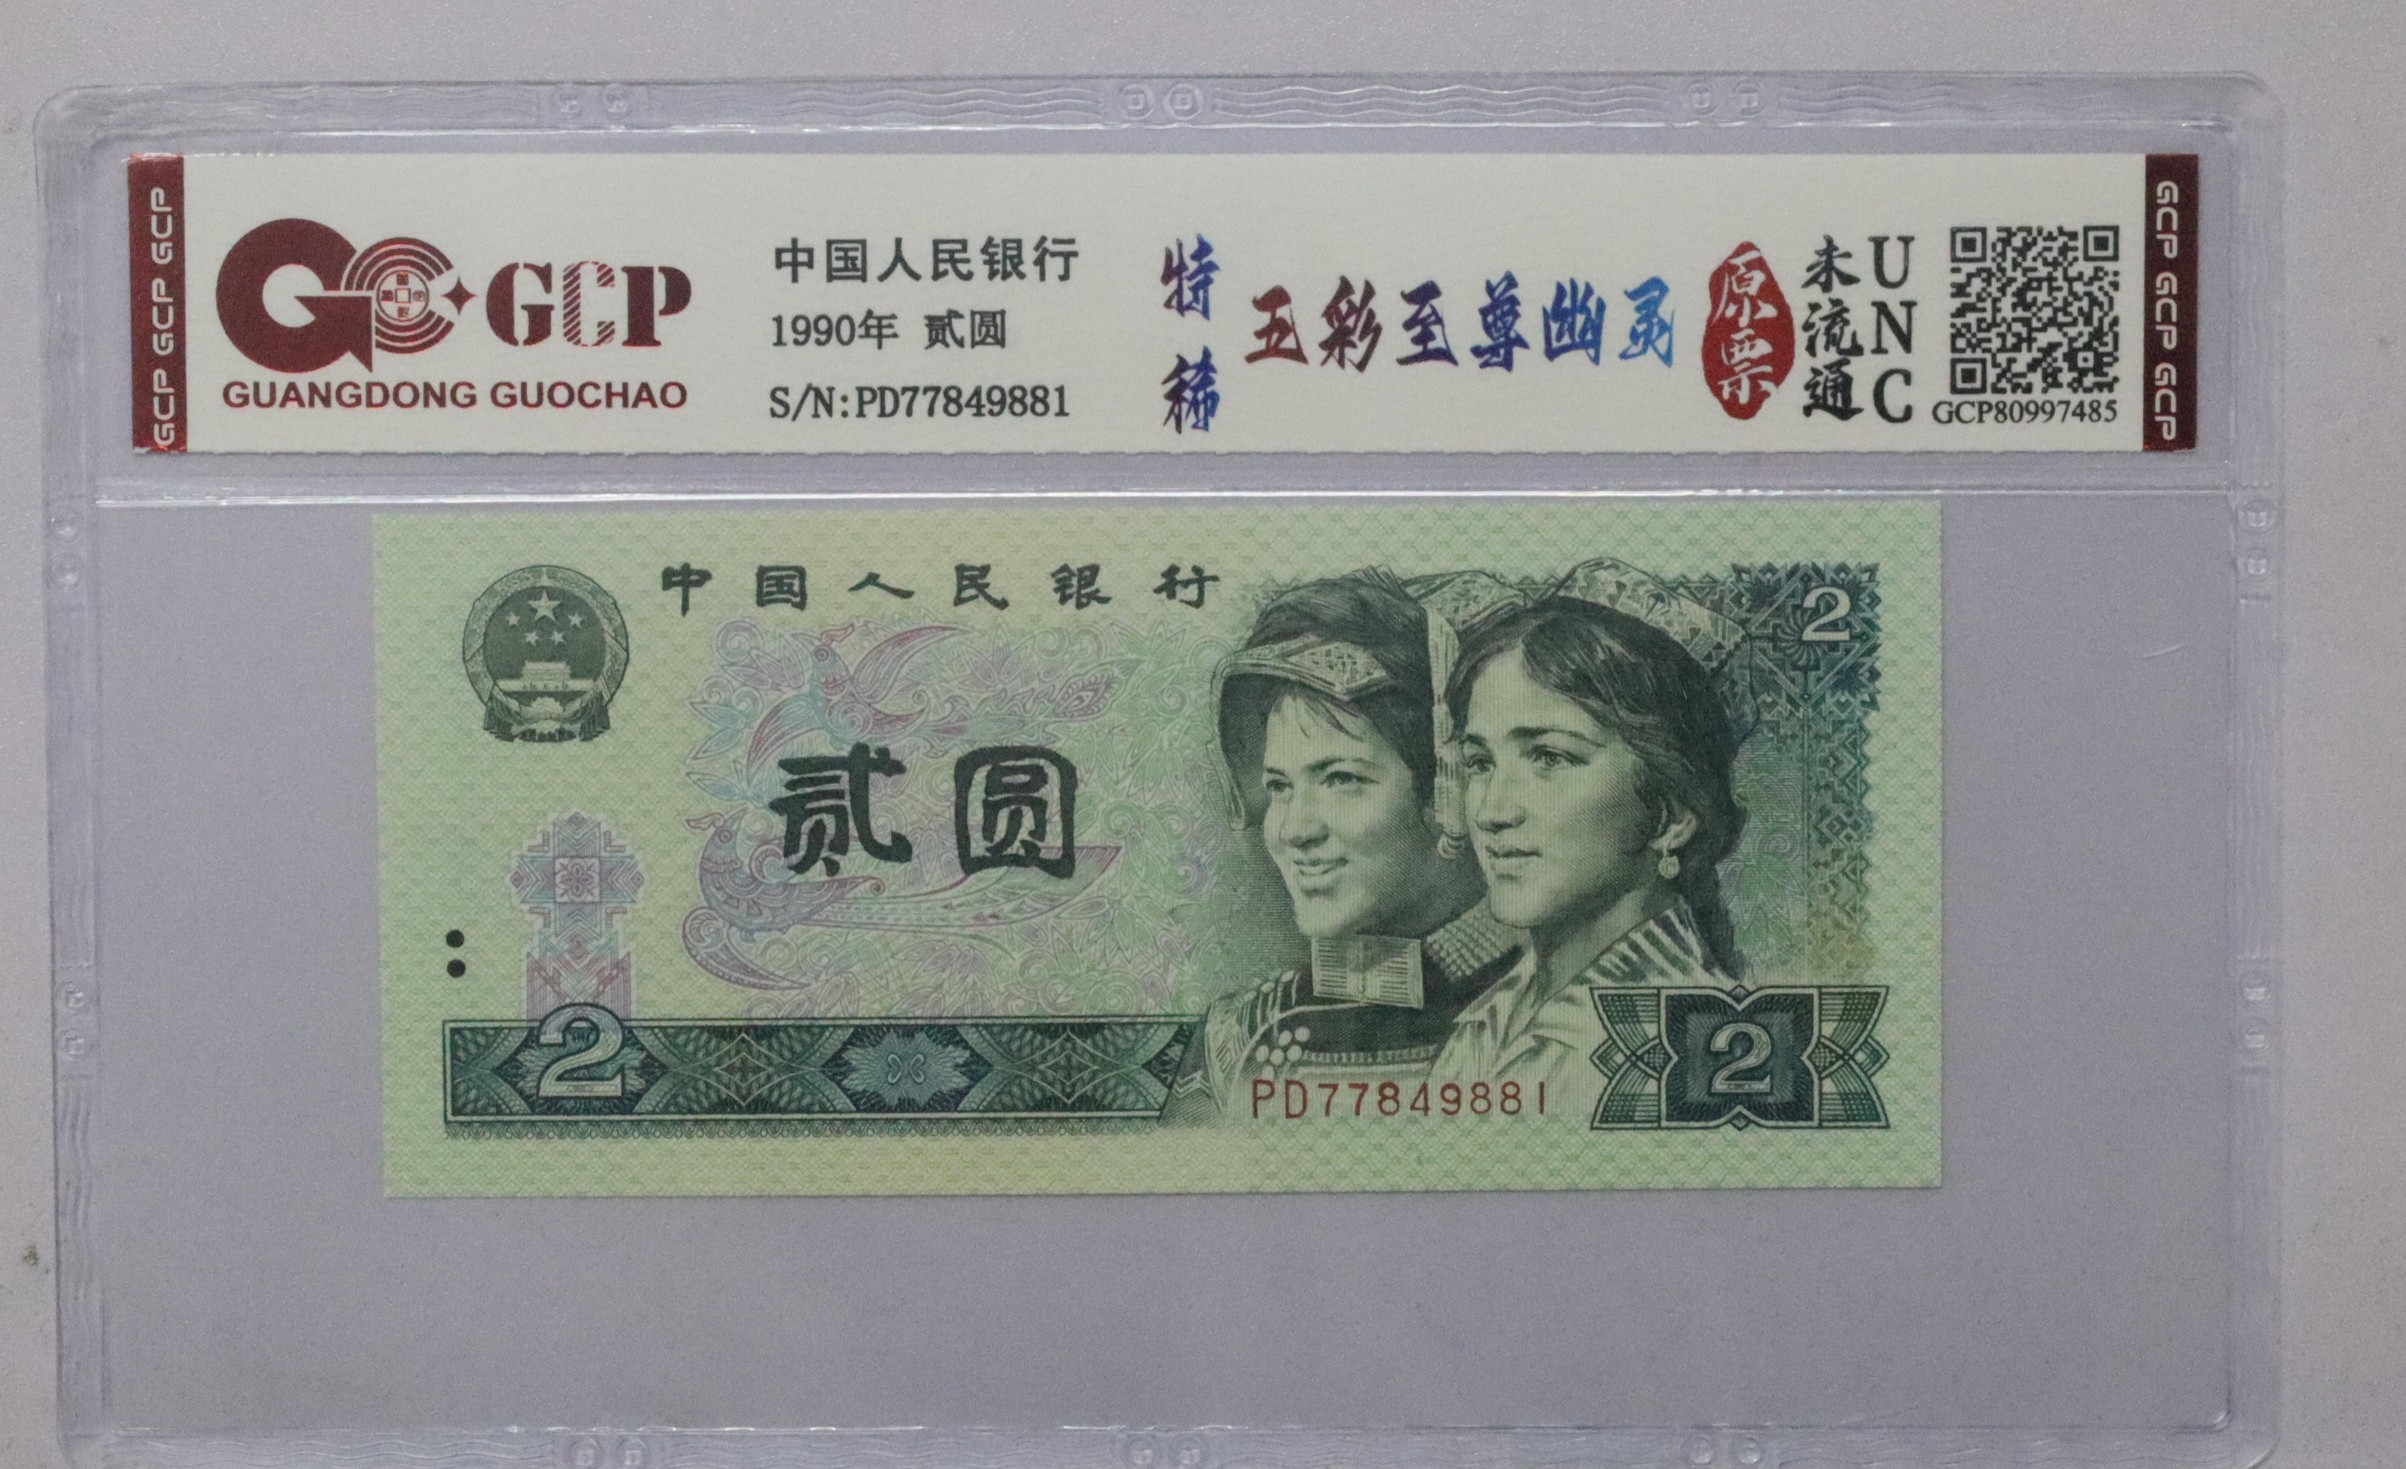 GCP GCP GCP
GCP
GUANGDONG GUOCHAO
中国人民银行
1990年 贰圆
S/N:PD77849881
特稀
五彩至尊幽灵
原票
未流通
UNC
GCP80997485
GCP GCP GCP
中国人民银行
2
贰圆
2
PD77849881
2